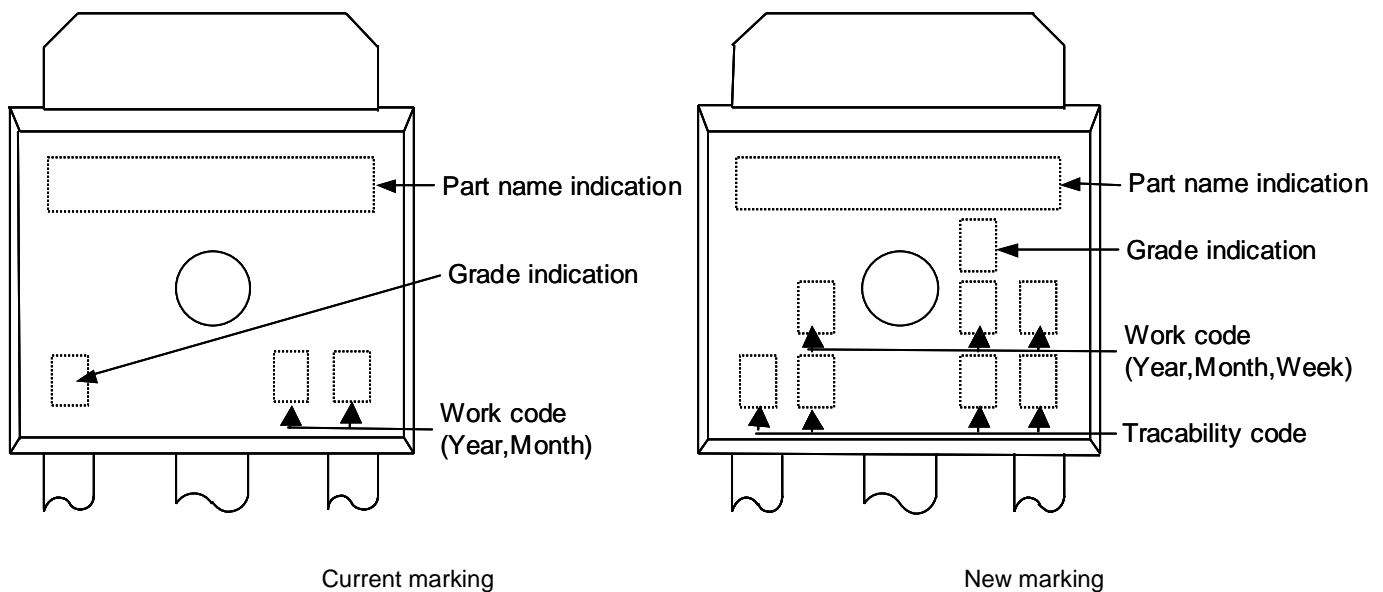 Part name indication
Grade indication
Work code
(Year,Month)
Current marking
Part name indication
Grade indication
Work code
(Year,Month,Week)
Tracability code
New marking